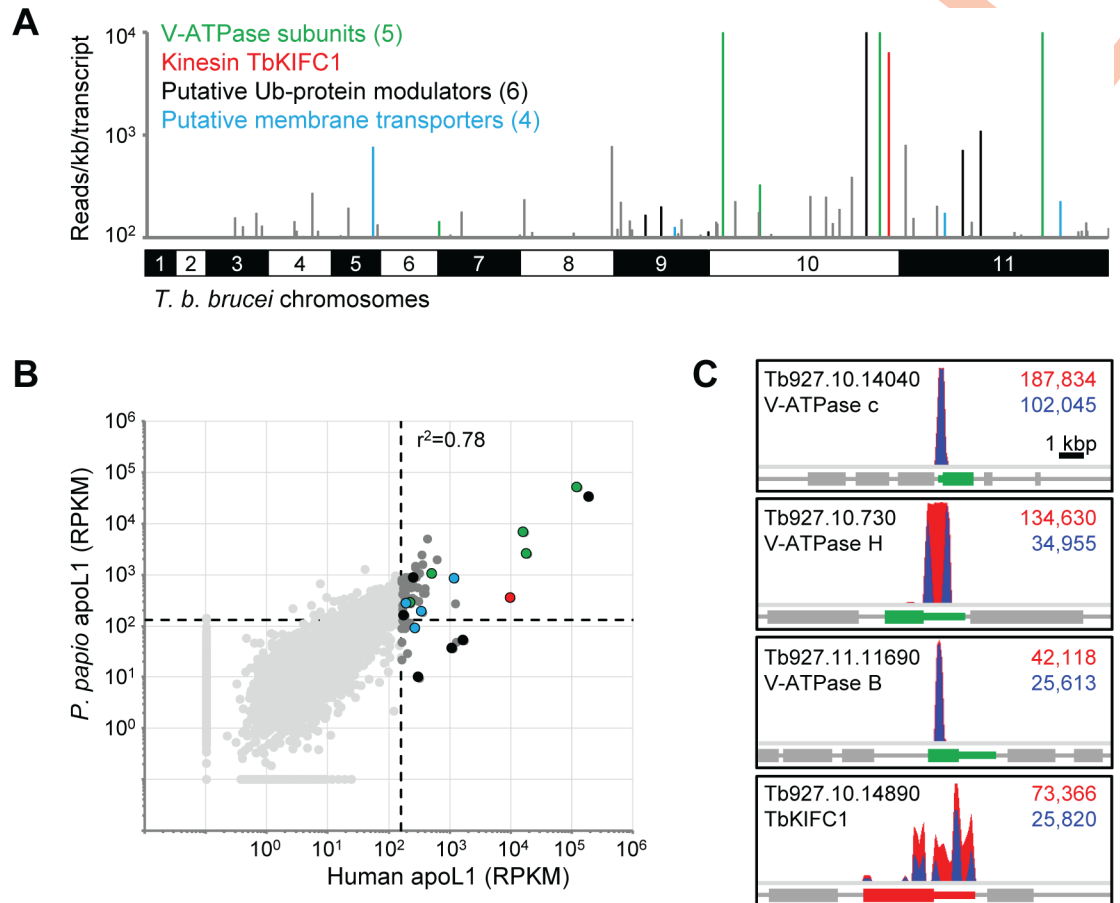 A
V-ATPase subunits (5)
Kinesin TbKIFC1
Putative Ub-protein modulators (6)
Putative membrane transporters (4)
Reads/kb/transcript
10⁴
10³
10²
1 2 3 4 5 6 7 8 9 10 11
T. b. brucei chromosomes
B
P. papio apoL1 (RPKM)
10⁶
10⁵
10⁴
10³
10²
10¹
10⁰
r²=0.78
10⁰ 10¹ 10² 10³ 10⁴ 10⁵ 10⁶
Human apoL1 (RPKM)
C
Tb927.10.14040 187,834
V-ATPase c 102,045
1 kbp
Tb927.10.730 134,630
V-ATPase H 34,955
Tb927.11.11690 42,118
V-ATPase B 25,613
Tb927.10.14890 73,366
TbKIFC1 25,820